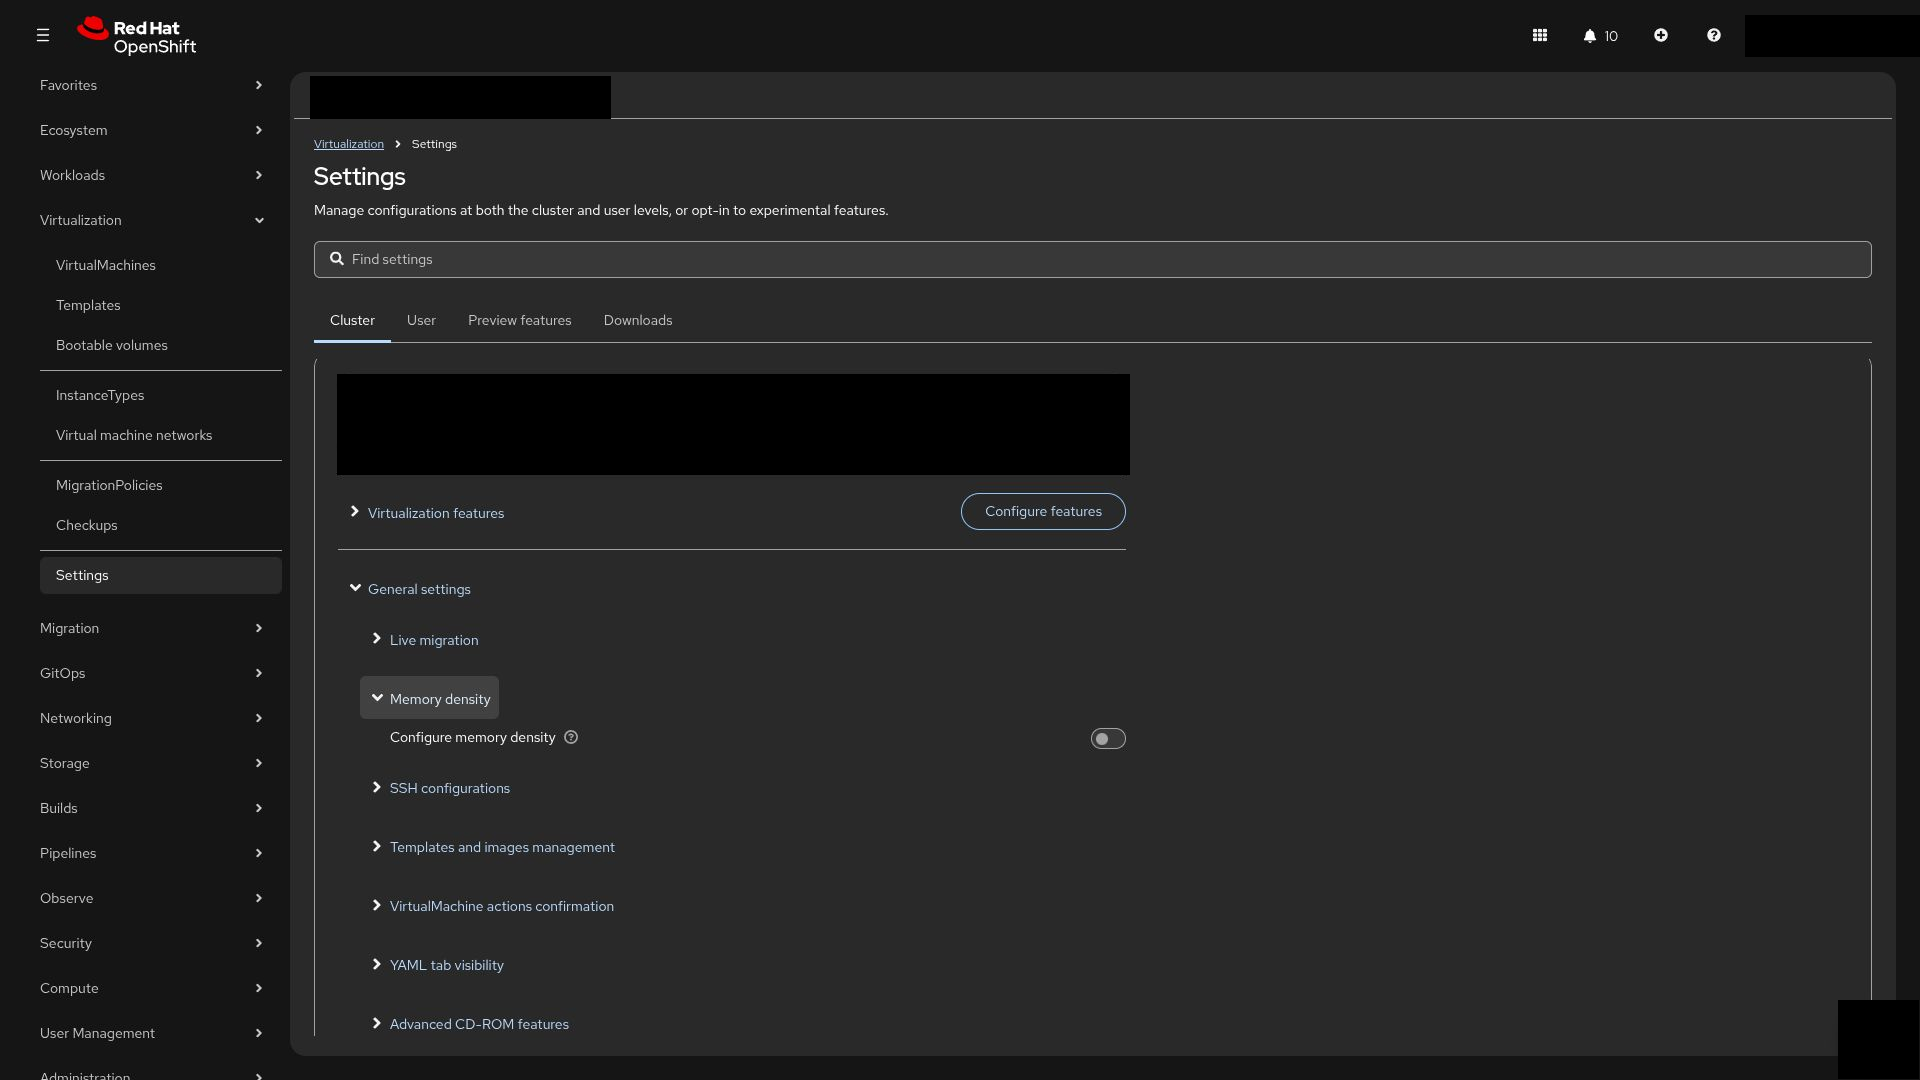 Red Hat
OpenShift
10
Favorites
Ecosystem
Workloads
Virtualization
VirtualMachines
Templates
Bootable volumes
InstanceTypes
Virtual machine networks
MigrationPolicies
Checkups
Settings
Migration
GitOps
Networking
Storage
Builds
Pipelines
Observe
Security
Compute
User Management
Administration
Virtualization Settings
Settings
Manage configurations at both the cluster and user levels, or opt-in to experimental features.
Find settings
Cluster User Preview features Downloads
Virtualization features Configure features
General settings
Live migration
Memory density
Configure memory density
SSH configurations
Templates and images management
VirtualMachine actions confirmation
YAML tab visibility
Advanced CD-ROM features